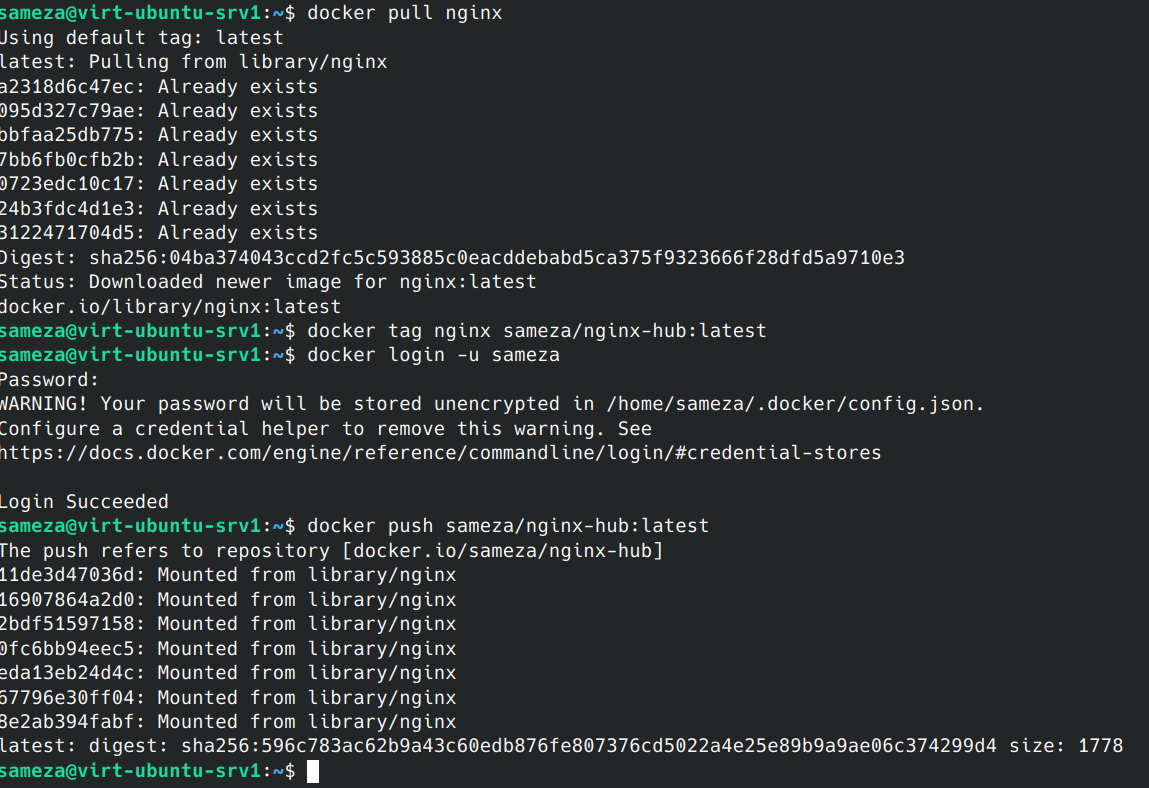 sameza@virt-ubuntu-srv1:~$ docker pull nginx
Using default tag: latest
latest: Pulling from library/nginx
a2318d6c47ec: Already exists
095d327c79ae: Already exists
bbfaa25db775: Already exists
7bb6fb0cfb2b: Already exists
0723edc10c17: Already exists
24b3fdc4d1e3: Already exists
3122471704d5: Already exists
Digest: sha256:04ba374043ccd2fc5c593885c0eacddebabd5ca375f9323666f28dfd5a9710e3
Status: Downloaded newer image for nginx:latest
docker.io/library/nginx:latest
sameza@virt-ubuntu-srv1:~$ docker tag nginx sameza/nginx-hub:latest
sameza@virt-ubuntu-srv1:~$ docker login -u sameza
Password:
WARNING! Your password will be stored unencrypted in /home/sameza/.docker/config.json.
Configure a credential helper to remove this warning. See
https://docs.docker.com/engine/reference/commandline/login/#credential-stores
Login Succeeded
sameza@virt-ubuntu-srv1:~$ docker push sameza/nginx-hub:latest
The push refers to repository [docker.io/sameza/nginx-hub]
11de3d47036d: Mounted from library/nginx
16907864a2d0: Mounted from library/nginx
2bdf51597158: Mounted from library/nginx
0fc6bb94eec5: Mounted from library/nginx
eda13eb24d4c: Mounted from library/nginx
67796e30ff04: Mounted from library/nginx
8e2ab394fabf: Mounted from library/nginx
latest: digest: sha256:596c783ac62b9a43c60edb876fe807376cd5022a4e25e89b9a9ae06c374299d4 size: 1778
sameza@virt-ubuntu-srv1:~$